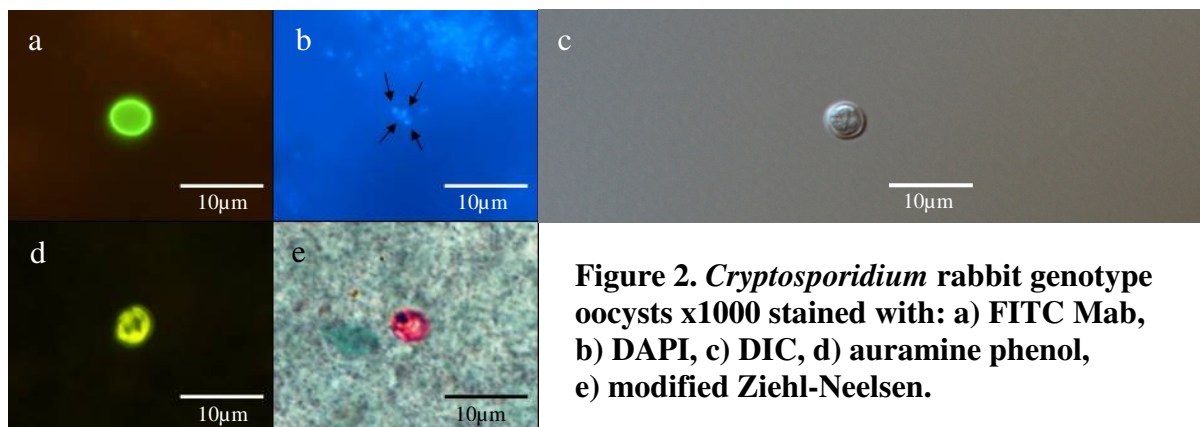 a
10µm
b
10µm
c
10µm
d
10µm
e
10µm
Figure 2. Cryptosporidium rabbit genotype
oocysts x1000 stained with: a) FITC Mab,
b) DAPI, c) DIC, d) auramine phenol,
e) modified Ziehl-Neelsen.